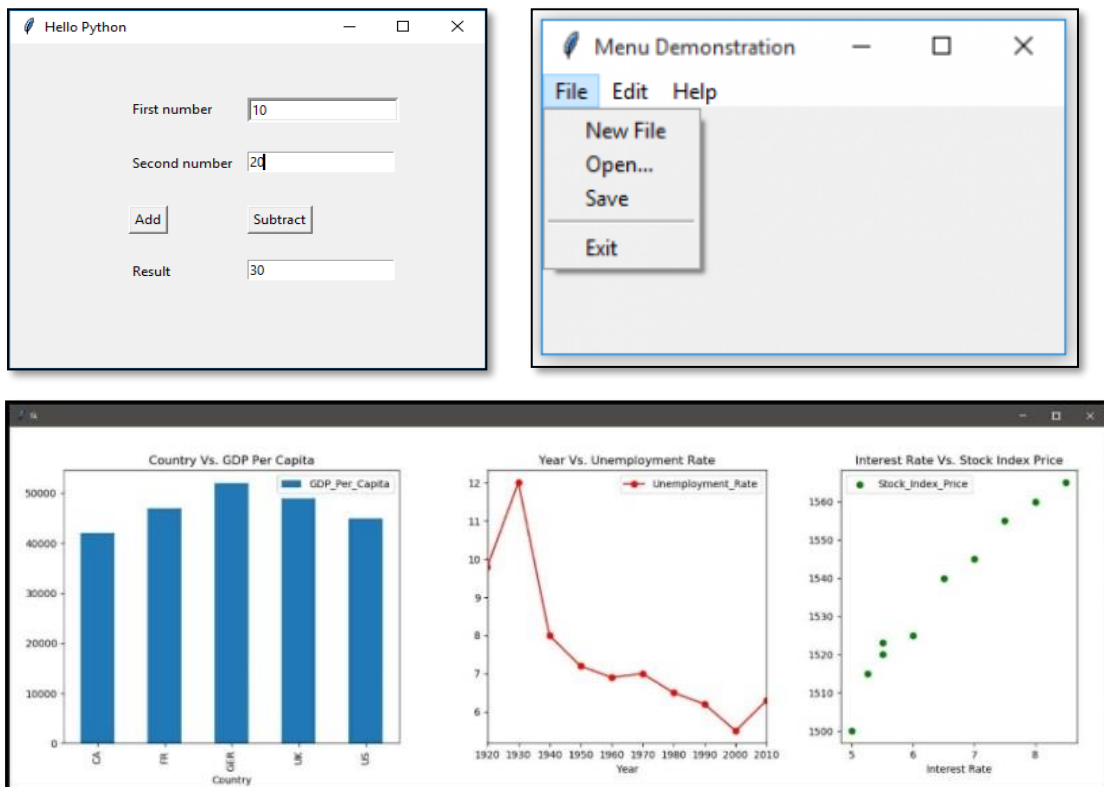 Hello Python
First number 10
Second number 20
Add Subtract
Result 30
Menu Demonstration
File Edit Help
New File
Open...
Save
Exit
tk
Country Vs. GDP Per Capita
GDP_Per_Capita
50000
40000
30000
20000
10000
0
CA FR GER UK US
Country
Year Vs. Unemployment Rate
Unemployment_Rate
12
11
10
9
8
7
6
1920 1930 1940 1950 1960 1970 1980 1990 2000 2010
Year
Interest Rate Vs. Stock Index Price
Stock_Index_Price
1560
1550
1540
1530
1520
1510
1500
5 6 7 8
Interest Rate